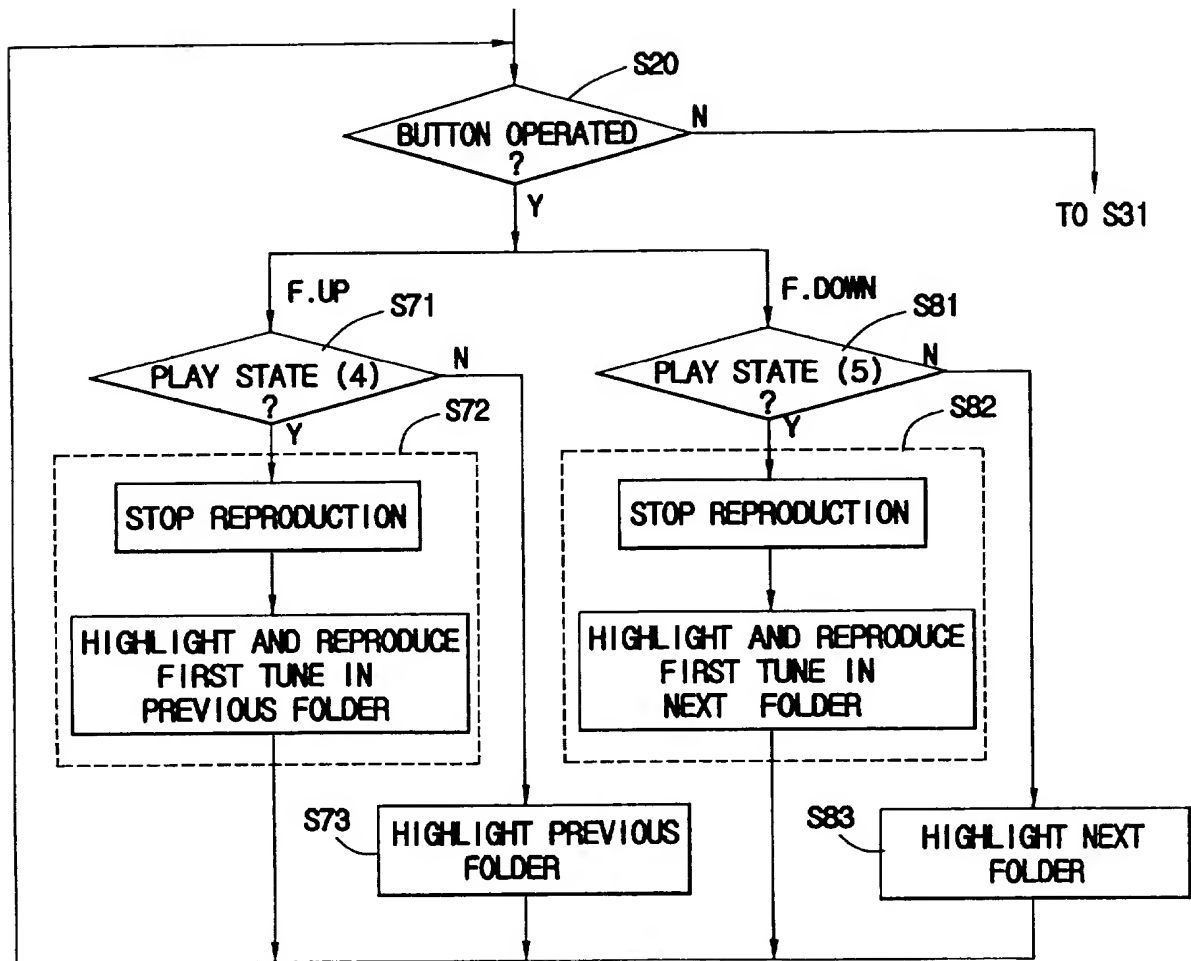 S20
BUTTON OPERATED
?
N
Y
TO S31
F.UP
F.DOWN
S71
S81
PLAY STATE (4)
?
N
Y
PLAY STATE (5)
?
N
Y
S72
S82
STOP REPRODUCTION
STOP REPRODUCTION
HIGHLIGHT AND REPRODUCE
FIRST TUNE IN
PREVIOUS FOLDER
HIGHLIGHT AND REPRODUCE
FIRST TUNE IN
NEXT FOLDER
S73
HIGHLIGHT PREVIOUS
FOLDER
S83
HIGHLIGHT NEXT
FOLDER